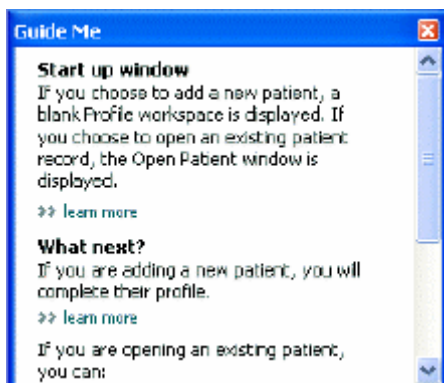 Guide Me
Start up window
If you choose to add a new patient, a
blank Profile workspace is displayed. If
you choose to open an existing patient
record, the Open Patient window is
displayed.
>> learn more
What next?
If you are adding a new patient, you will
complete their profile.
>> learn more
If you are opening an existing patient,
you can: